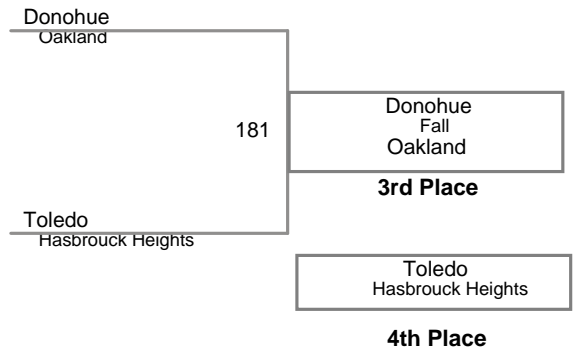 Donohue
Oakland
181
Donohue
Fall
Oakland
3rd Place
Toledo
Hasbrouck Heights
Toledo
Hasbrouck Heights
4th Place